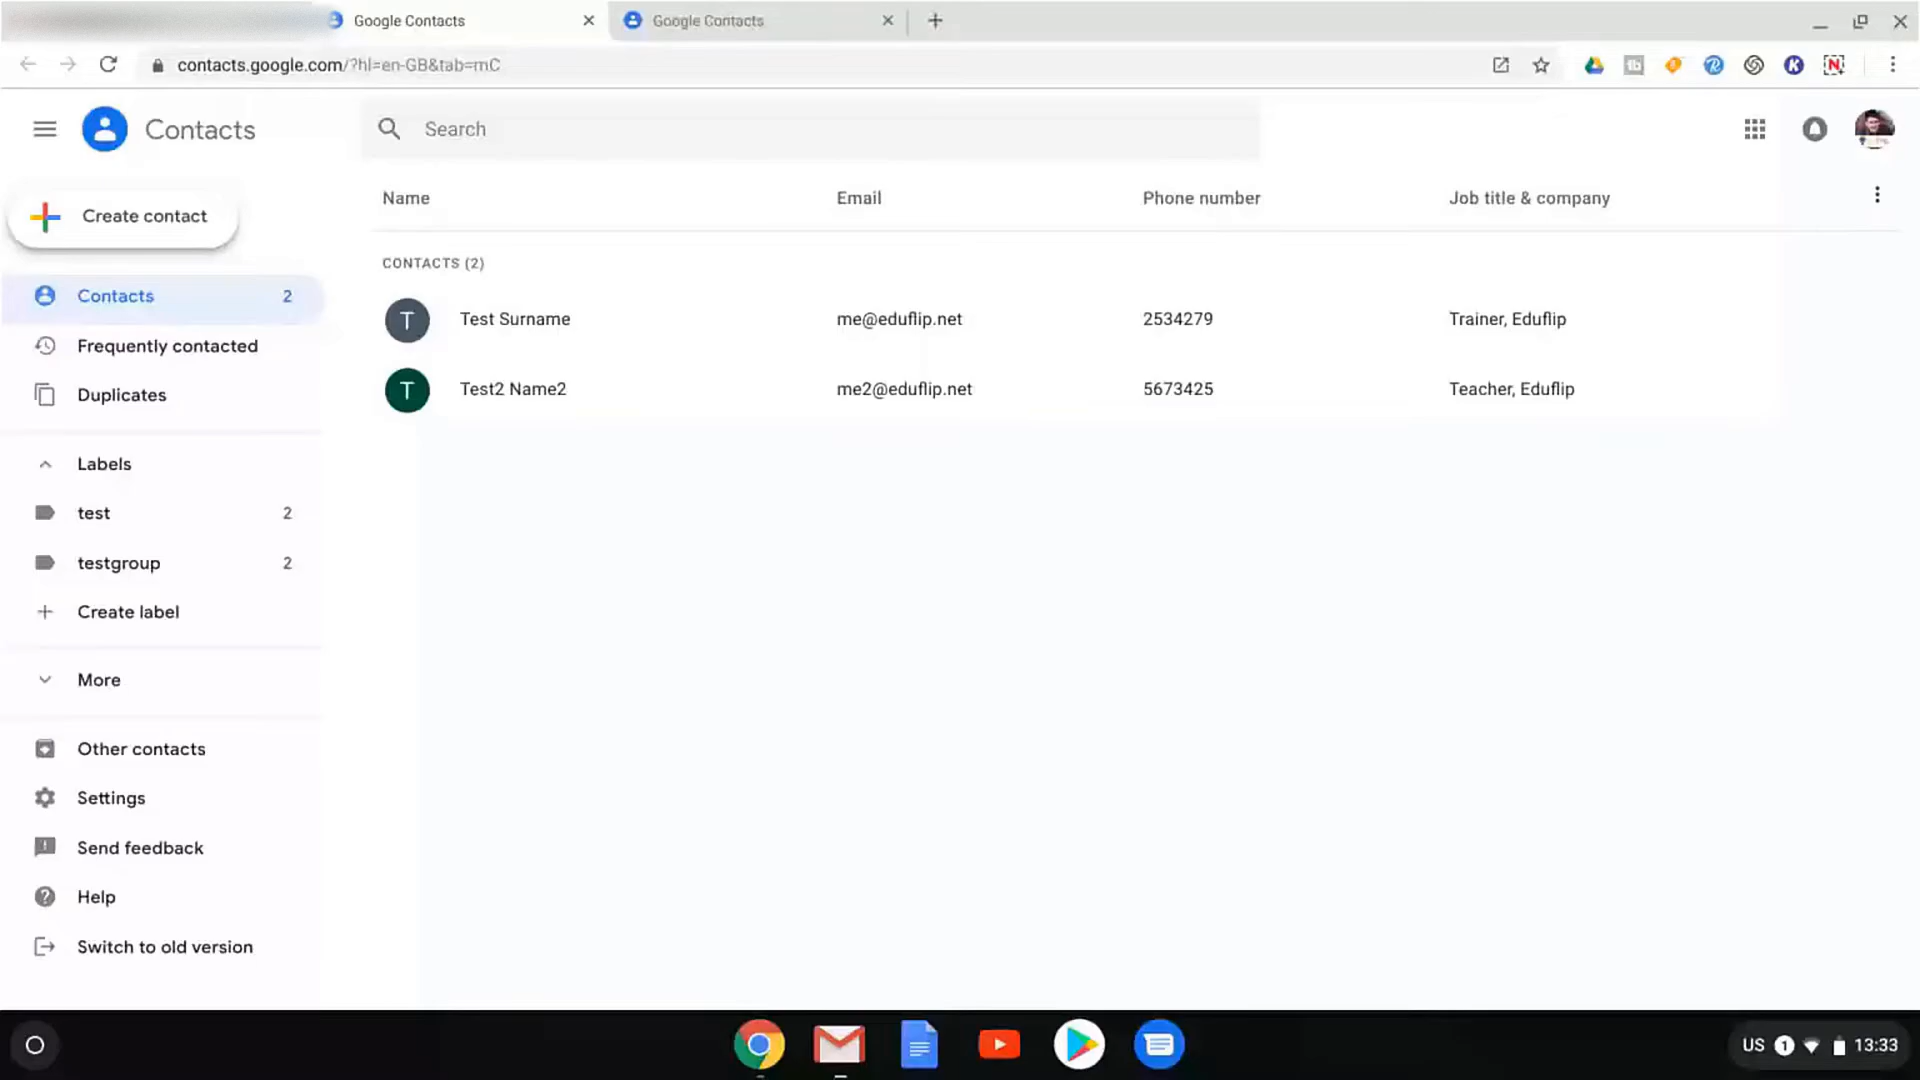 Google Contacts
Google Contacts
contacts.google.com/?hl=en-GB&tab=mC
Contacts
Search
Create contact
Name Email Phone number Job title & company
CONTACTS (2)
T Test Surname me@eduflip.net 2534279 Trainer, Eduflip
T Test2 Name2 me2@eduflip.net 5673425 Teacher, Eduflip
Contacts 2
Frequently contacted
Duplicates
Labels
test 2
testgroup 2
Create label
More
Other contacts
Settings
Send feedback
Help
Switch to old version
US 1 13:33